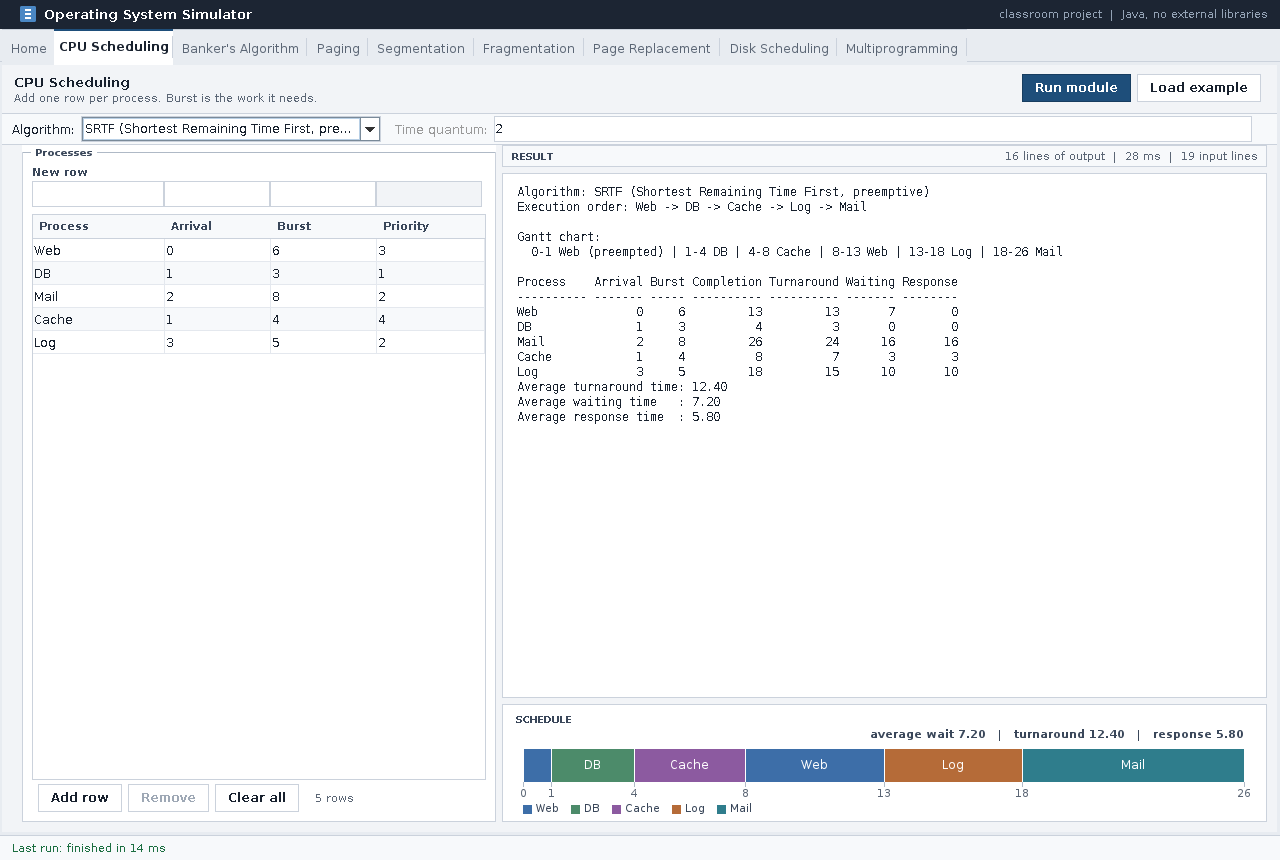 Operating System Simulator
classroom project | Java, no external libraries
Home CPU Scheduling Banker's Algorithm Paging Segmentation Fragmentation Page Replacement Disk Scheduling Multiprogramming
CPU Scheduling
Add one row per process. Burst is the work it needs.
Run module Load example
Algorithm: SRTF (Shortest Remaining Time First, pre... Time quantum: 2
Processes
New row
Process Arrival Burst Priority
Web 0 6 3
DB 1 3 1
Mail 2 8 2
Cache 1 4 4
Log 3 5 2
Add row Remove Clear all 5 rows
RESULT 16 lines of output | 28 ms | 19 input lines
Algorithm: SRTF (Shortest Remaining Time First, preemptive)
Execution order: Web -> DB -> Cache -> Log -> Mail
Gantt chart:
0-1 Web (preempted) | 1-4 DB | 4-8 Cache | 8-13 Web | 13-18 Log | 18-26 Mail
Process Arrival Burst Completion Turnaround Waiting Response
---------- ------- ----- ---------- ---------- ------- --------
Web 0 6 13 13 7 0
DB 1 3 4 3 0 0
Mail 2 8 26 24 16 16
Cache 1 4 8 7 3 3
Log 3 5 18 15 10 10
Average turnaround time: 12.40
Average waiting time : 7.20
Average response time : 5.80
SCHEDULE
average wait 7.20 | turnaround 12.40 | response 5.80
DB Cache Web Log Mail
0 1 4 8 13 18 26
Web DB Cache Log Mail
Last run: finished in 14 ms